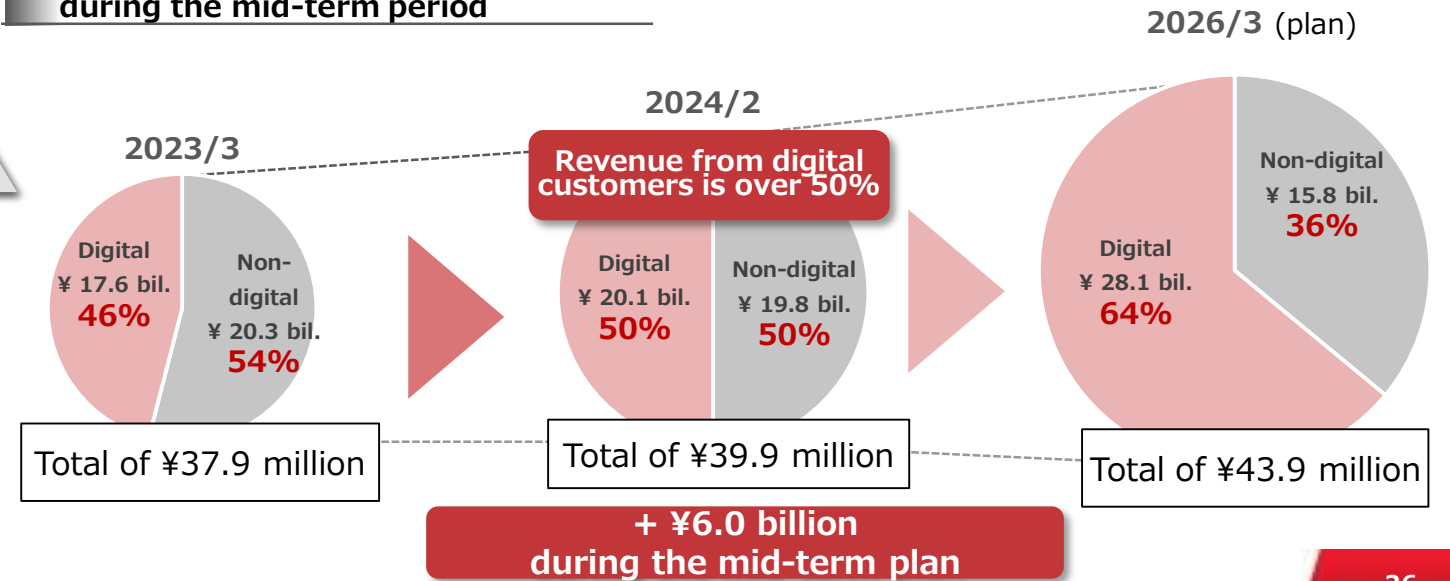 during the mid-term period
2026/3 (plan)
2024/2
2023/3
Revenue from digital
customers is over 50%
Digital
¥ 17.6 bil.
46%
Non-
digital
¥ 20.3 bil.
54%
Digital
¥ 20.1 bil.
50%
Non-digital
¥ 19.8 bil.
50%
Digital
¥ 28.1 bil.
64%
Non-digital
¥ 15.8 bil.
36%
Total of ¥37.9 million
Total of ¥39.9 million
Total of ¥43.9 million
+ ¥6.0 billion
during the mid-term plan